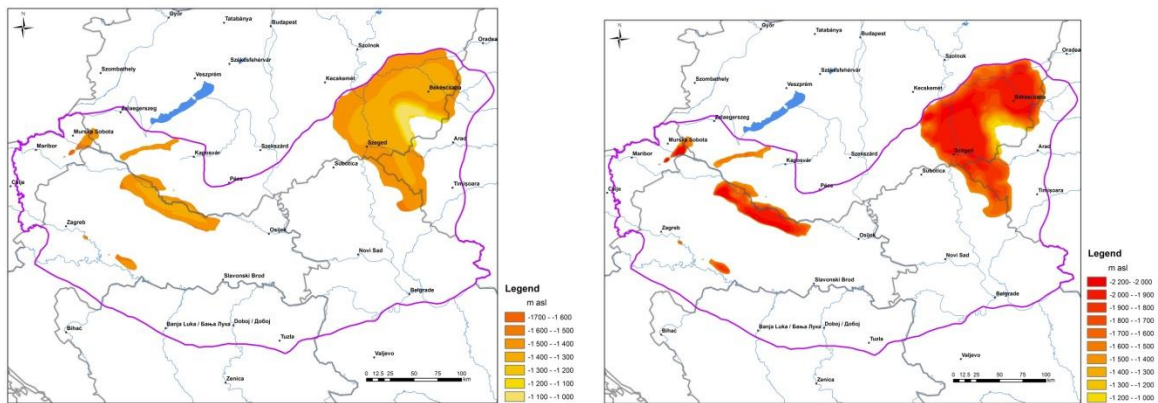 N
Győr
Tatabánya
Budapest
Szolnok
Oradea
Szombathely
Veszprém
Székesfehérvár
Kecskemét
Békéscsaba
Zalaegerszeg
Murska Sobota
Maribor
Kaposvár
Szekszárd
Szeged
Arad
Subotica
Pécs
Timișoara
Celje
Zagreb
Osijek
Novi Sad
Slavonski Brod
Belgrade
Bihać
Banja Luka / Бања Лука
Doboj / Добој
Tuzla
Valjevo
Zenica
0 12.5 25 50 75 100
km
Legend
m asl
-1700 - -1 600
-1 600 - -1 500
-1 500 - -1 400
-1 400 - -1 300
-1 300 - -1 200
-1 200 - -1 100
-1 100 - -1 000
N
Győr
Tatabánya
Budapest
Szolnok
Oradea
Szombathely
Veszprém
Székesfehérvár
Kecskemét
Békéscsaba
Zalaegerszeg
Murska Sobota
Maribor
Kaposvár
Szekszárd
Szeged
Arad
Subotica
Pécs
Timișoara
Celje
Zagreb
Osijek
Novi Sad
Slavonski Brod
Belgrade
Bihać
Banja Luka / Бања Лука
Doboj / Добој
Tuzla
Valjevo
Zenica
0 12.5 25 50 75 100
km
Legend
m asl
-2 200 - -2 000
-2 000 - -1 900
-1 900 - -1 800
-1 800 - -1 700
-1 700 - -1 600
-1 600 - -1 500
-1 500 - -1 400
-1 400 - -1 300
-1 300 - -1 200
-1 200 - -1 000